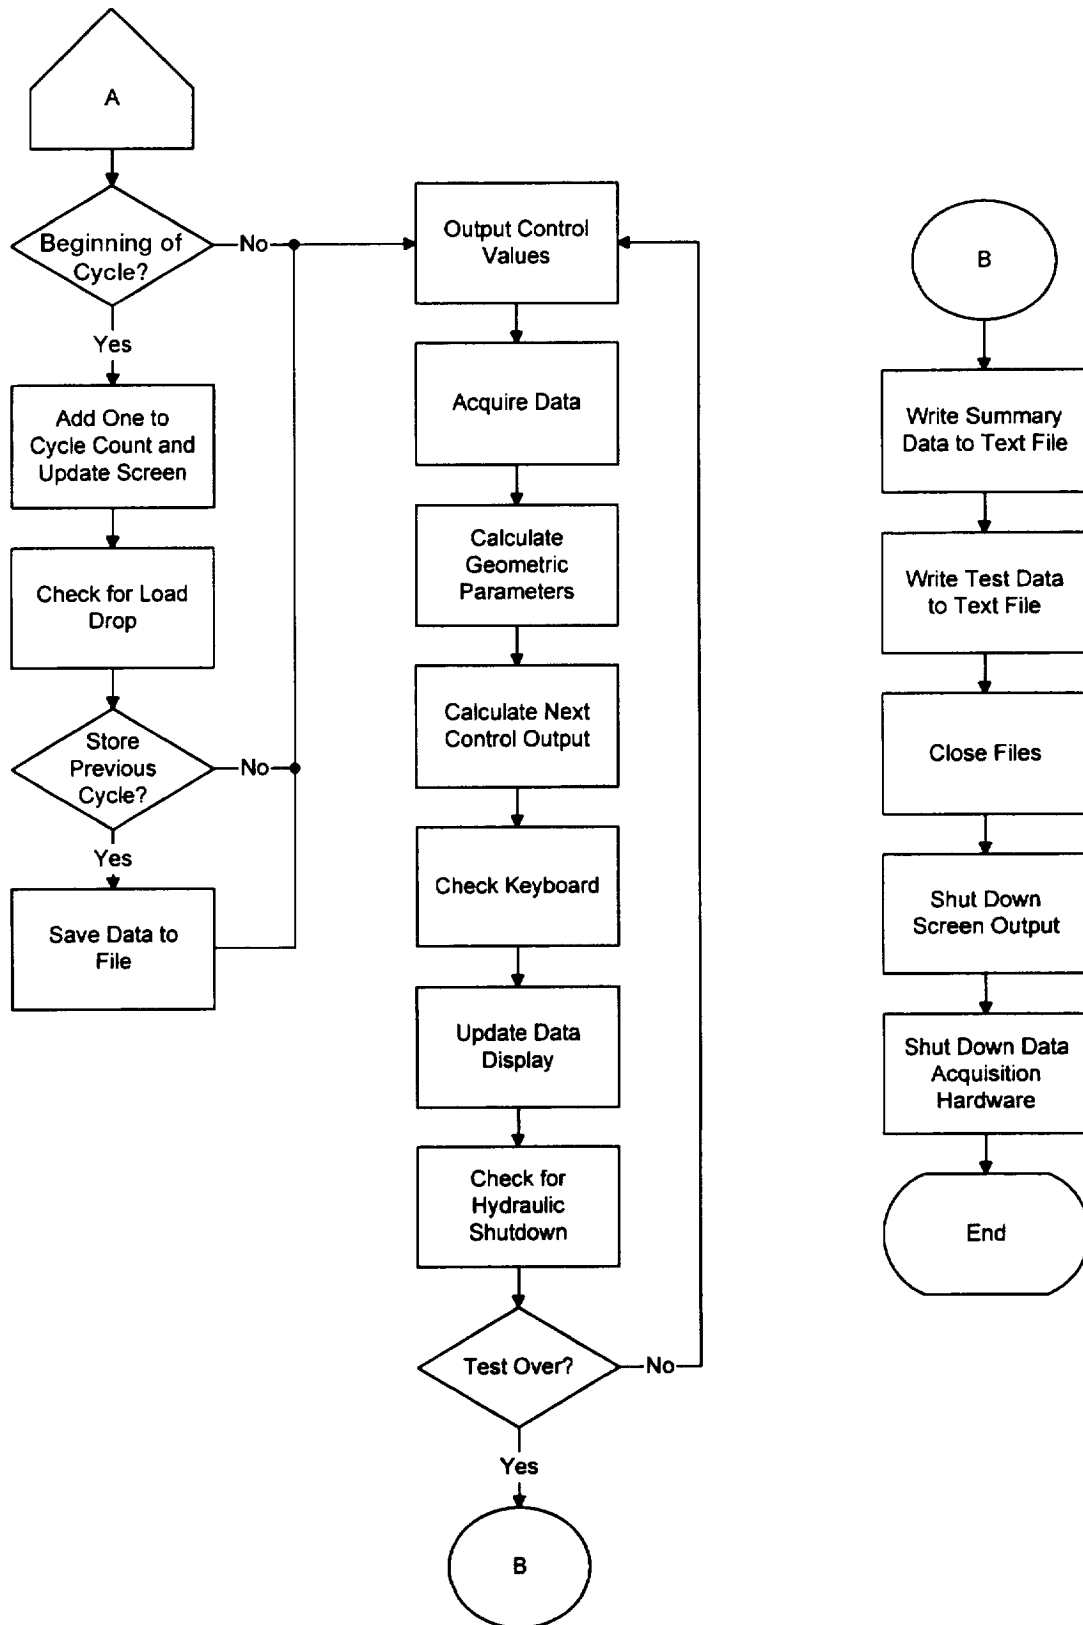 A
Beginning of
Cycle?
No
Yes
Add One to
Cycle Count and
Update Screen
Check for Load
Drop
Store
Previous
Cycle?
No
Yes
Save Data to
File
Output Control
Values
Acquire Data
Calculate
Geometric
Parameters
Calculate Next
Control Output
Check Keyboard
Update Data
Display
Check for
Hydraulic
Shutdown
Test Over?
No
Yes
B
B
Write Summary
Data to Text File
Write Test Data
to Text File
Close Files
Shut Down
Screen Output
Shut Down Data
Acquisition
Hardware
End